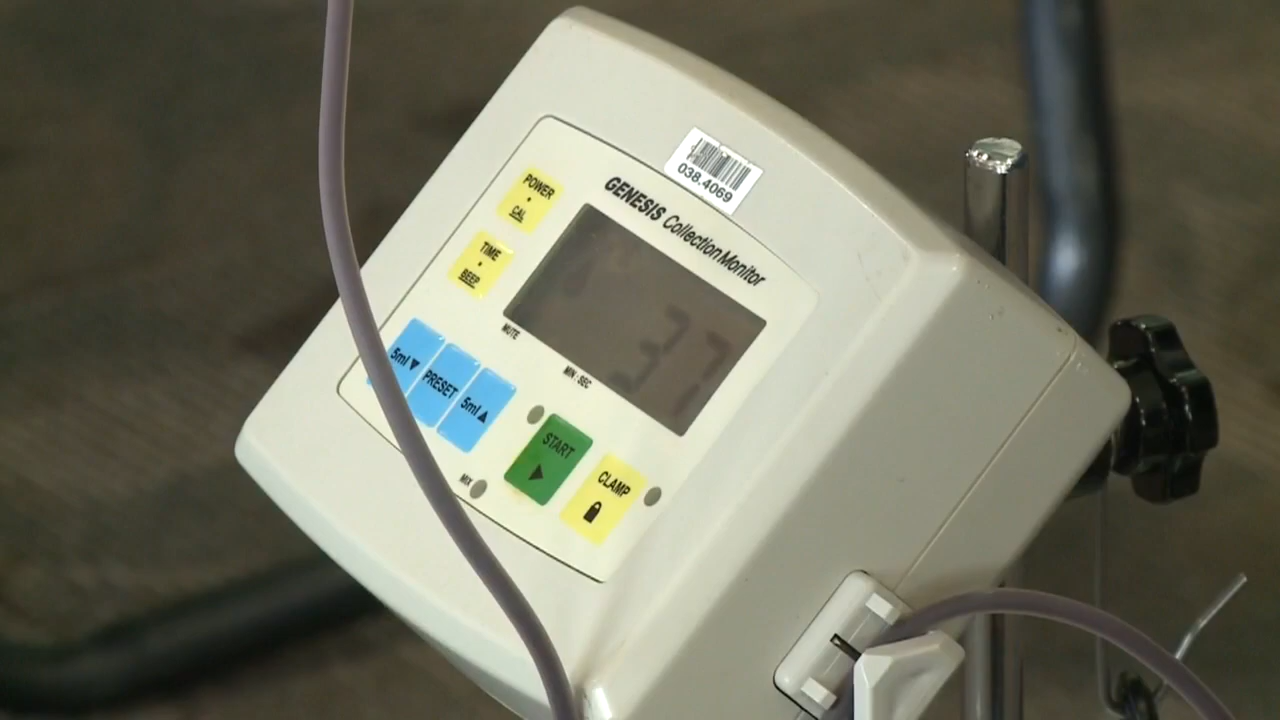 038.4069
GENESIS Collection Monitor
POWER
CAL
TIME
BEEP
37
MUTE
MIN : SEC
5ml▼
PRESET
5ml▲
START
CLAMP
MIX